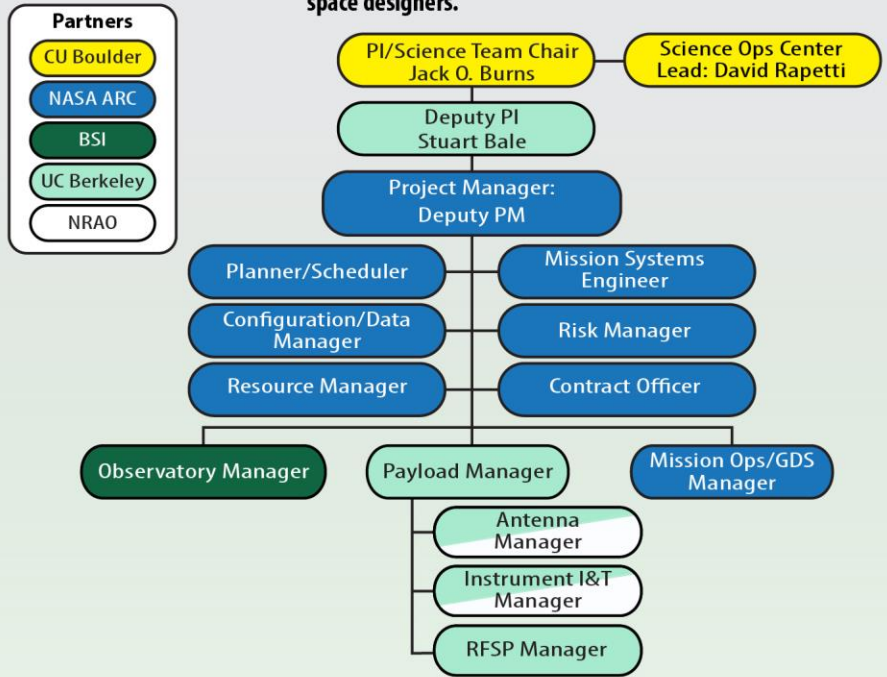 space designers.
Partners
CU Boulder
NASA ARC
BSI
UC Berkeley
NRAO
PI/Science Team Chair
Jack O. Burns
Science Ops Center
Lead: David Rapetti
Deputy PI
Stuart Bale
Project Manager:
Deputy PM
Planner/Scheduler
Mission Systems
Engineer
Configuration/Data
Manager
Risk Manager
Resource Manager
Contract Officer
Observatory Manager
Payload Manager
Mission Ops/GDS
Manager
Antenna
Manager
Instrument I&T
Manager
RFSP Manager